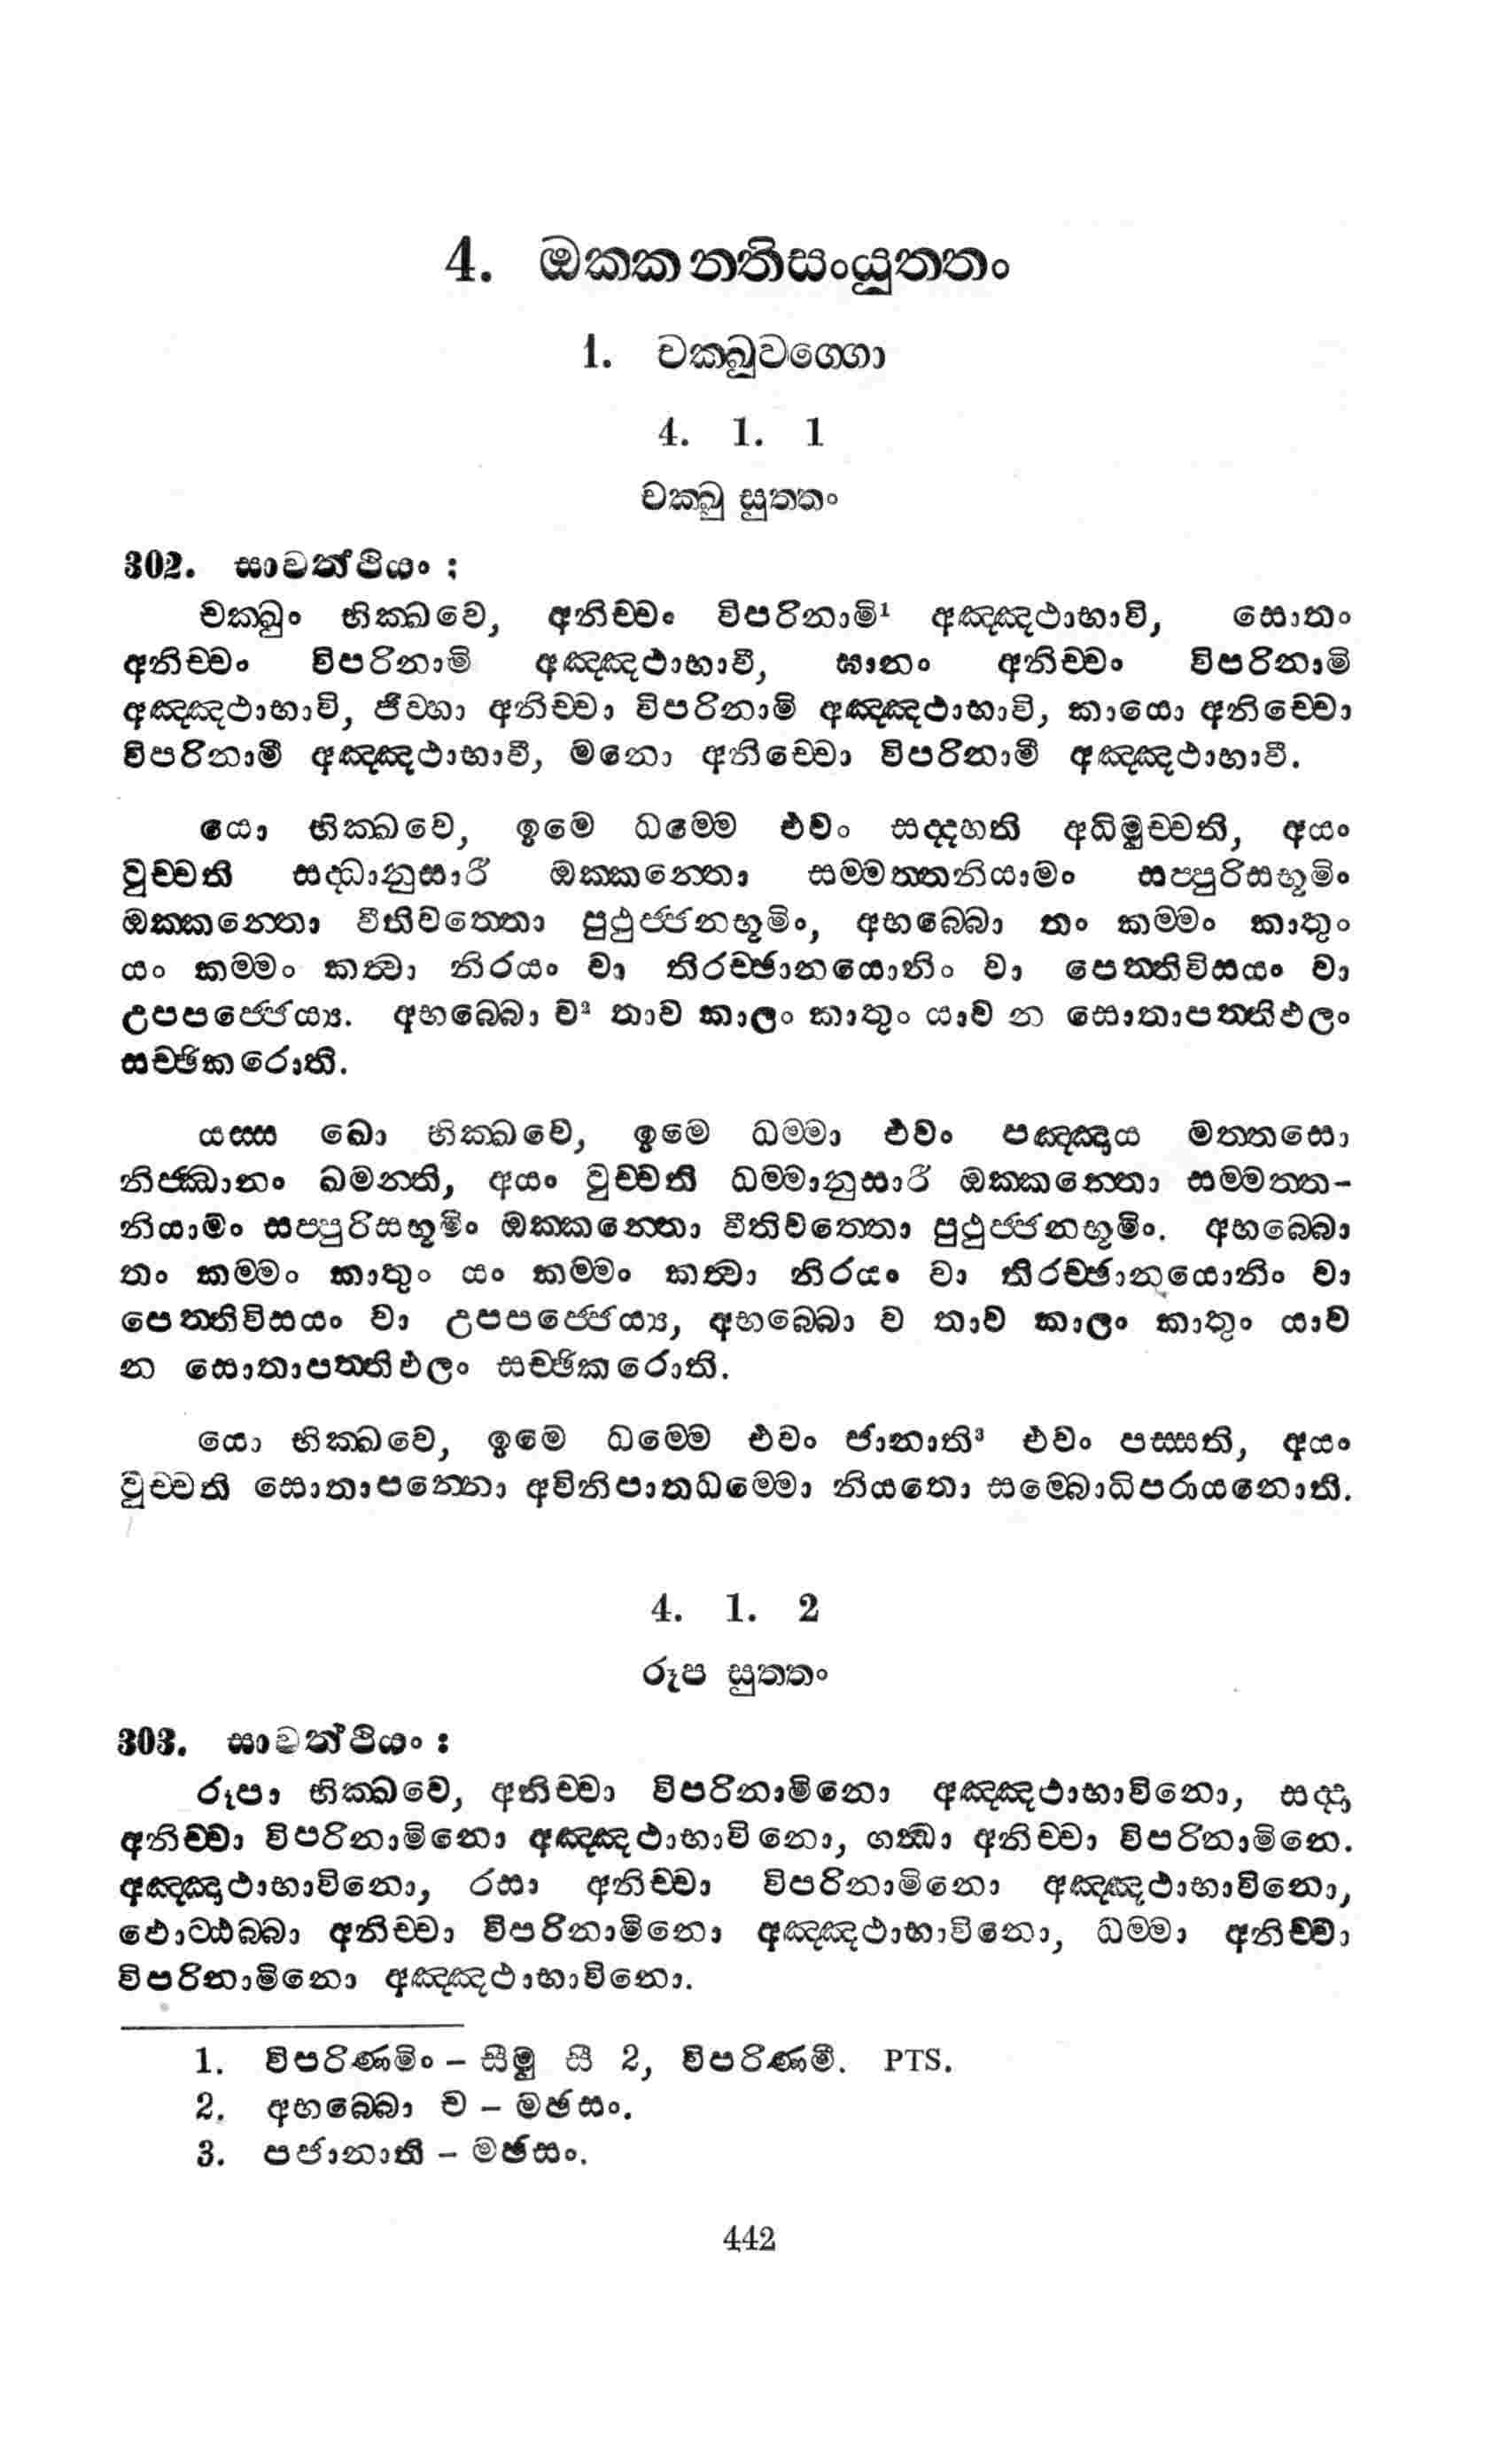 4. ඔක්කන්තිසංයුත්තං
1. චක්ඛුවග්ගො
4. 1. 1
චක්ඛු සුත්තං
302. සාවත්ථියං :
චක්ඛුං භික්ඛවෙ, අනිච්චං විපරිනාමි¹ අඤ්ඤථාභාවි, සොතං
අනිච්චං විපරිනාමි අඤ්ඤථාභාවී, ඝානං අනිච්චං විපරිනාමි
අඤ්ඤථාභාවි, ජිව්හා අනිච්චා විපරිනාමි අඤ්ඤථාභාවි, කායො අනිච්චො
විපරිනාමී අඤ්ඤථාභාවී, මනො අනිච්චො විපරිනාමී අඤ්ඤථාභාවී.
යො භික්ඛවෙ, ඉමෙ ධම්මෙ එවං සද්දහති අධිමුච්චති, අයං
වුච්චති සද්ධානුසාරී ඔක්කන්තො සම්මත්තනියාමං සප්පුරිසභූමිං
ඔක්කන්තො වීතිවත්තො පුථුජ්ජනභූමිං, අභබ්බො තං කම්මං කාතුං
යං කම්මං කත්වා නිරයං වා තිරච්ඡානයොනිං වා පෙත්තිවිසයං වා
උපපජ්ජෙය්‍ය. අභබ්බො ච² තාව කාලං කාතුං යාව න සොතාපත්තිඵලං
සච්ඡිකරොති.
යස්ස ඛො භික්ඛවෙ, ඉමෙ ධම්මා එවං පඤ්ඤාය මත්තසො
නිජ්ඣානං ඛමන්ති, අයං වුච්චති ධම්මානුසාරී ඔක්කන්තො සම්මත්ත-
නියාමං සප්පුරිසභූමිං ඔක්කන්තො වීතිවත්තො පුථුජ්ජනභූමිං. අභබ්බො
තං කම්මං කාතුං යං කම්මං කත්වා නිරයං වා තිරච්ඡානයොනිං වා
පෙත්තිවිසයං වා උපපජ්ජෙය්‍ය, අභබ්බො ව තාව කාලං කාතුං යාව
න සොතාපත්තිඵලං සච්ඡිකරොති.
යො භික්ඛවෙ, ඉමෙ ධම්මෙ එවං ජානාති³ එවං පස්සති, අයං
වුච්චති සොතාපන්නො අවිනිපාතධම්මො නියතො සම්බොධිපරායනොති.
4. 1. 2
රූප සුත්තං
303. සාවත්ථියං :
රූපා භික්ඛවෙ, අනිච්චා විපරිනාමිනො අඤ්ඤථාභාවිනො, සද්දා
අනිච්චා විපරිනාමිනො අඤ්ඤථාභාවිනො, ගන්ධා අනිච්චා විපරිනාමිනෙ.
අඤ්ඤාථාභාවිනො, රසා අනිච්චා විපරිනාමිනො අඤ්ඤථාභාවිනො,
ඵොට්ඨබ්බා අනිච්චා විපරිනාමිනො අඤ්ඤථාභාවිනො, ධම්මා අනිච්චා
විපරිනාමිනො අඤ්ඤථාභාවිනො.
1. විපරිණාමිං – සීමු සී 2, විපරිණාමී. PTS.
2. අභබ්බො ච – මඡසං.
3. පජානාති – මඡසං.
442